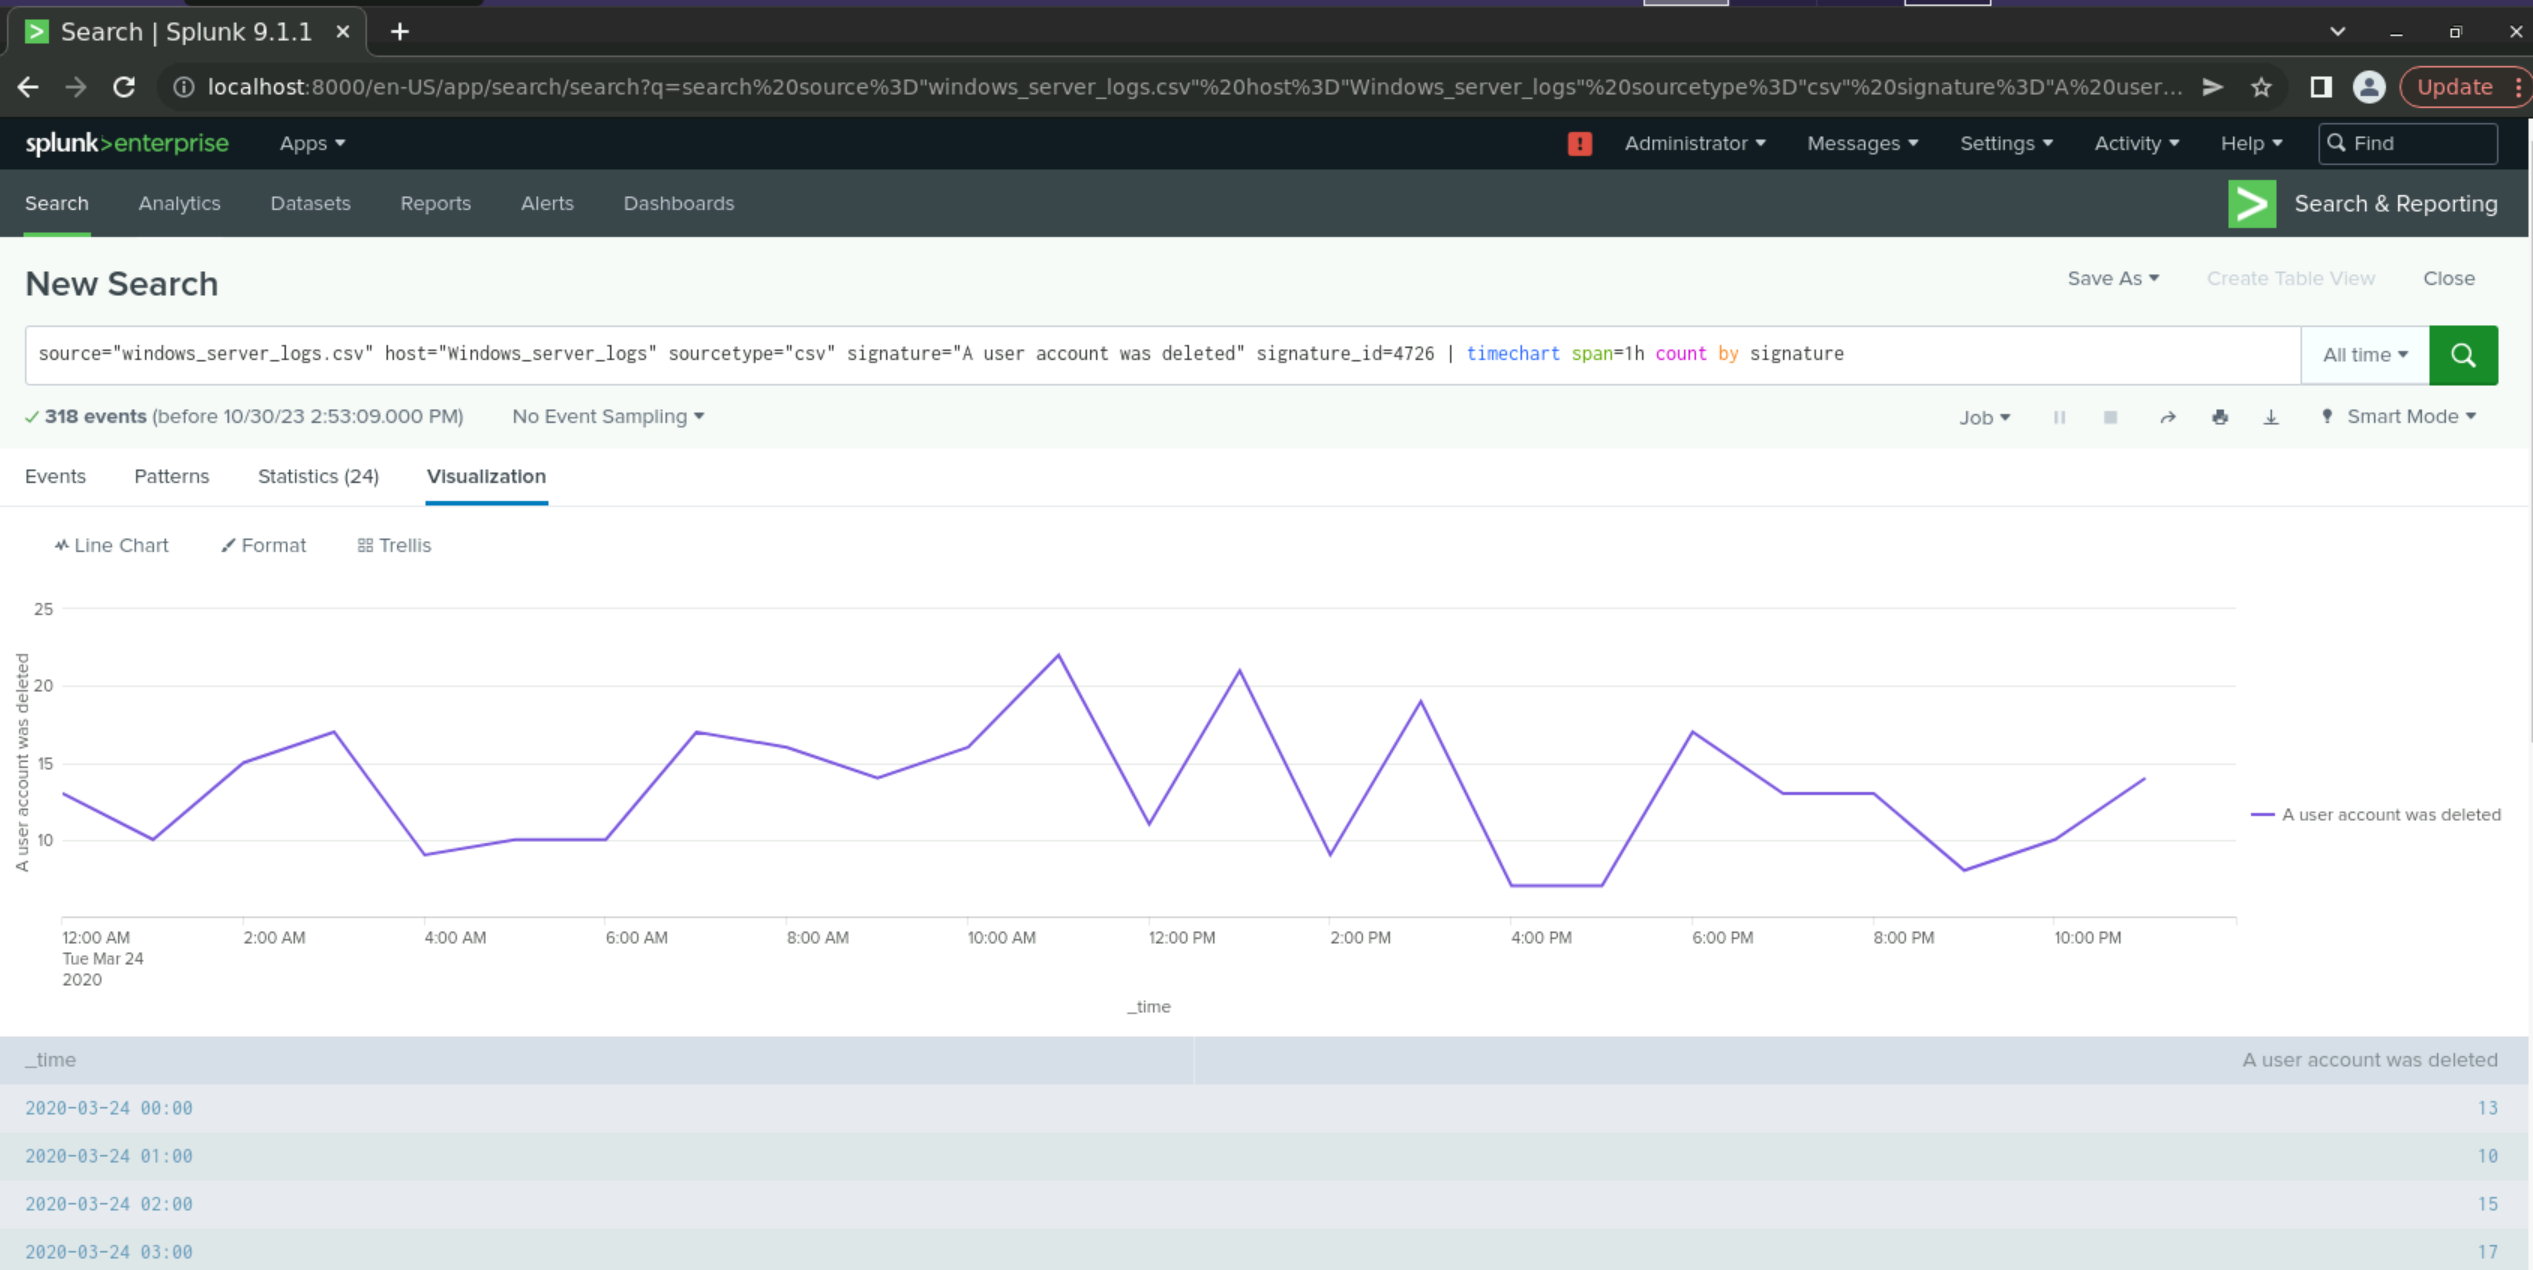 Search | Splunk 9.1.1
localhost:8000/en-US/app/search/search?q=search%20source%3D"windows_server_logs.csv"%20host%3D"Windows_server_logs"%20sourcetype%3D"csv"%20signature%3D"A%20user...
Update
splunk>enterprise Apps Administrator Messages Settings Activity Help Find
Search Analytics Datasets Reports Alerts Dashboards Search & Reporting
New Search Save As Create Table View Close
source="windows_server_logs.csv" host="Windows_server_logs" sourcetype="csv" signature="A user account was deleted" signature_id=4726 | timechart span=1h count by signature
All time
318 events (before 10/30/23 2:53:09.000 PM) No Event Sampling Job Smart Mode
Events Patterns Statistics (24) Visualization
Line Chart Format Trellis
25
20
15
10
A user account was deleted
A user account was deleted
12:00 AM 2:00 AM 4:00 AM 6:00 AM 8:00 AM 10:00 AM 12:00 PM 2:00 PM 4:00 PM 6:00 PM 8:00 PM 10:00 PM
Tue Mar 24
2020
_time
_time A user account was deleted
2020-03-24 00:00 13
2020-03-24 01:00 10
2020-03-24 02:00 15
2020-03-24 03:00 17